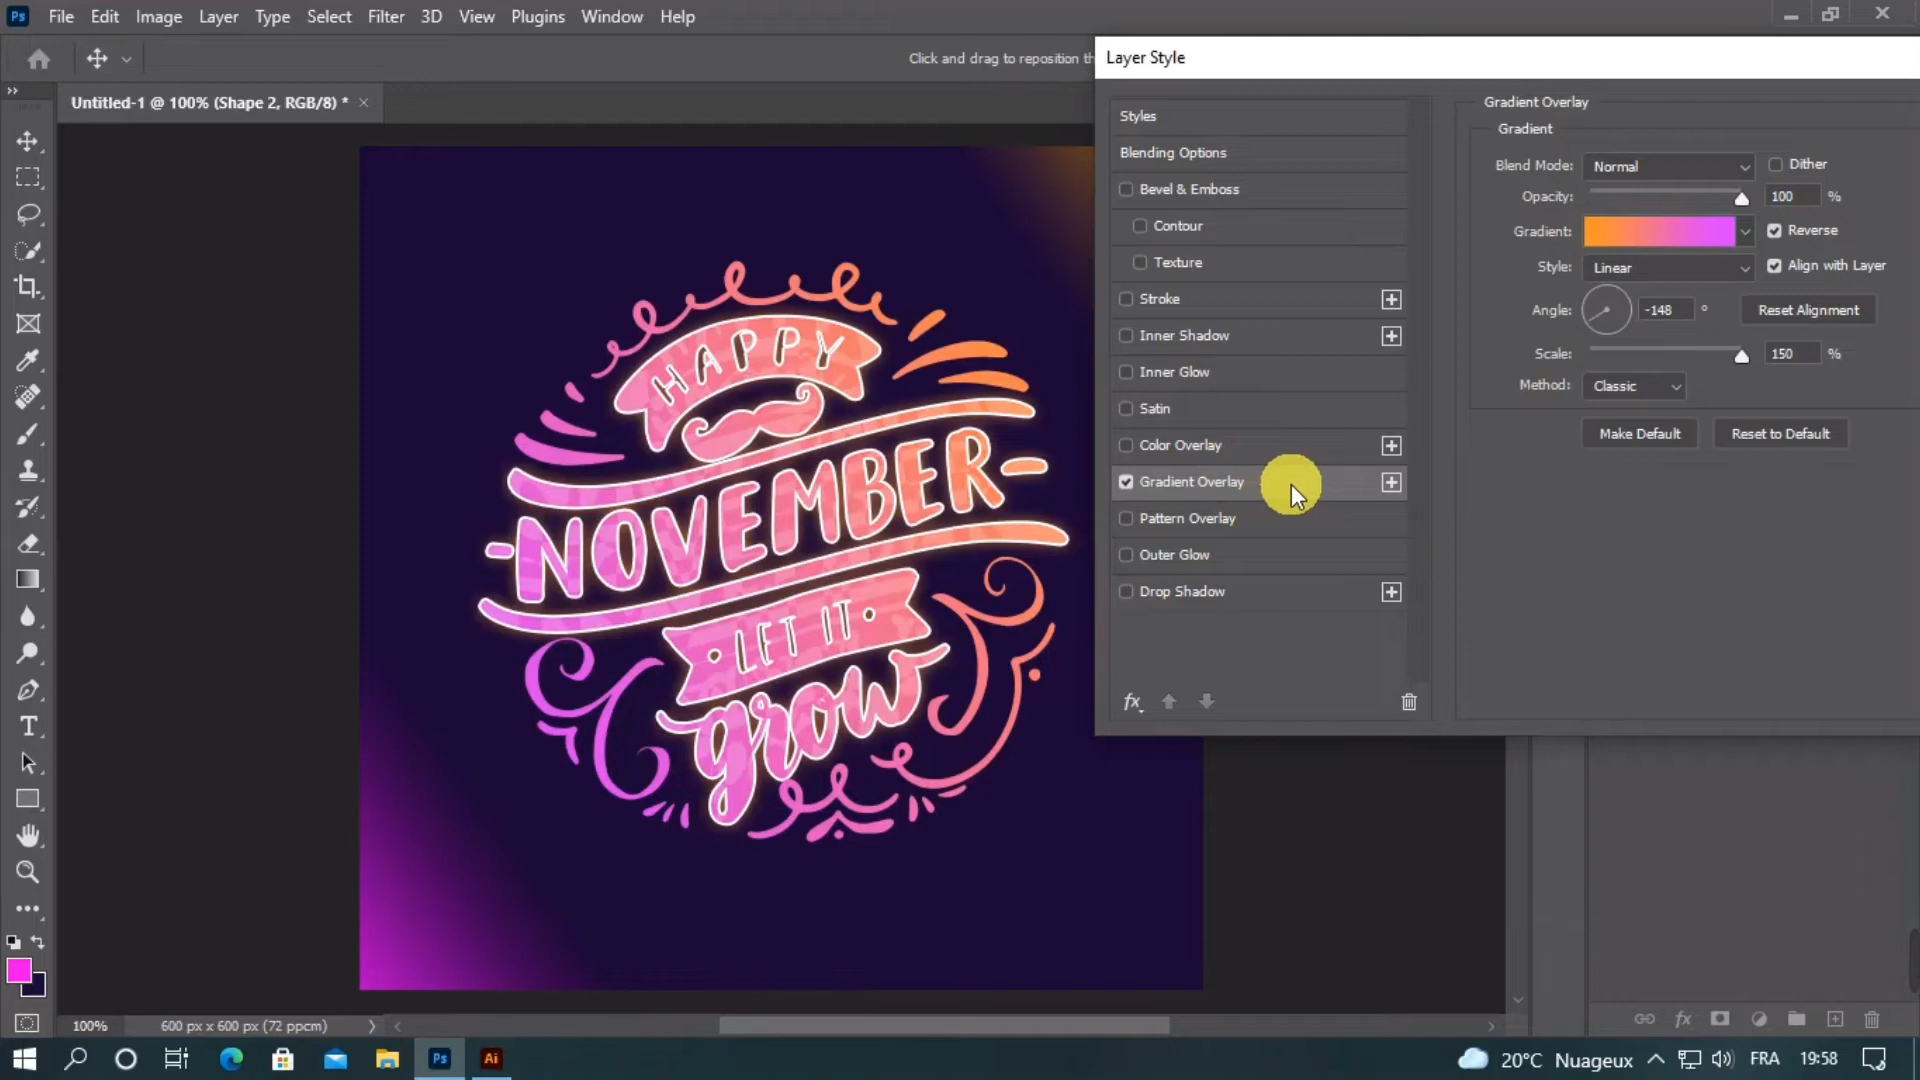 Ps File Edit Image Layer Type Select Filter 3D View Plugins Window Help
Click and drag to reposition th
Layer Style
Untitled-1 @ 100% (Shape 2, RGB/8) * ×
Styles
Blending Options
Bevel & Emboss
Contour
Texture
Stroke
Inner Shadow
Inner Glow
Satin
Color Overlay
Gradient Overlay
Pattern Overlay
Outer Glow
Drop Shadow
fx
Gradient Overlay
Gradient
Blend Mode: Normal Dither
Opacity: 100 %
Gradient: Reverse
Style: Linear Align with Layer
Angle: -148 ° Reset Alignment
Scale: 150 %
Method: Classic
Make Default Reset to Default
HAPPY
-NOVEMBER-
•LET IT•
grow
100% 600 px x 600 px (72 ppcm)
fx
Ps Ai 20°C Nuageux FRA 19:58